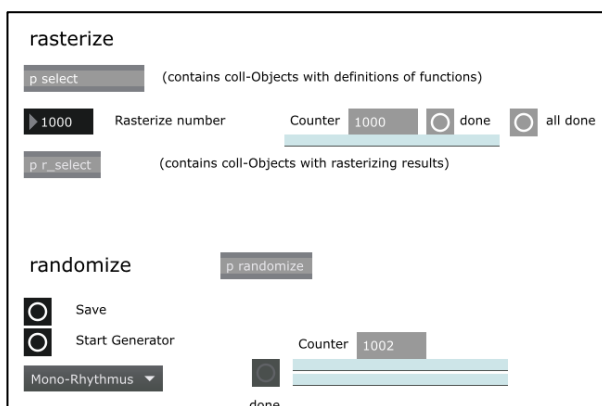 rasterize
p select (contains coll-Objects with definitions of functions)
1000 Rasterize number Counter 1000 done all done
p r_select (contains coll-Objects with rasterizing results)
randomize p randomize
Save
Start Generator
Counter 1002
Mono-Rhythmus
done